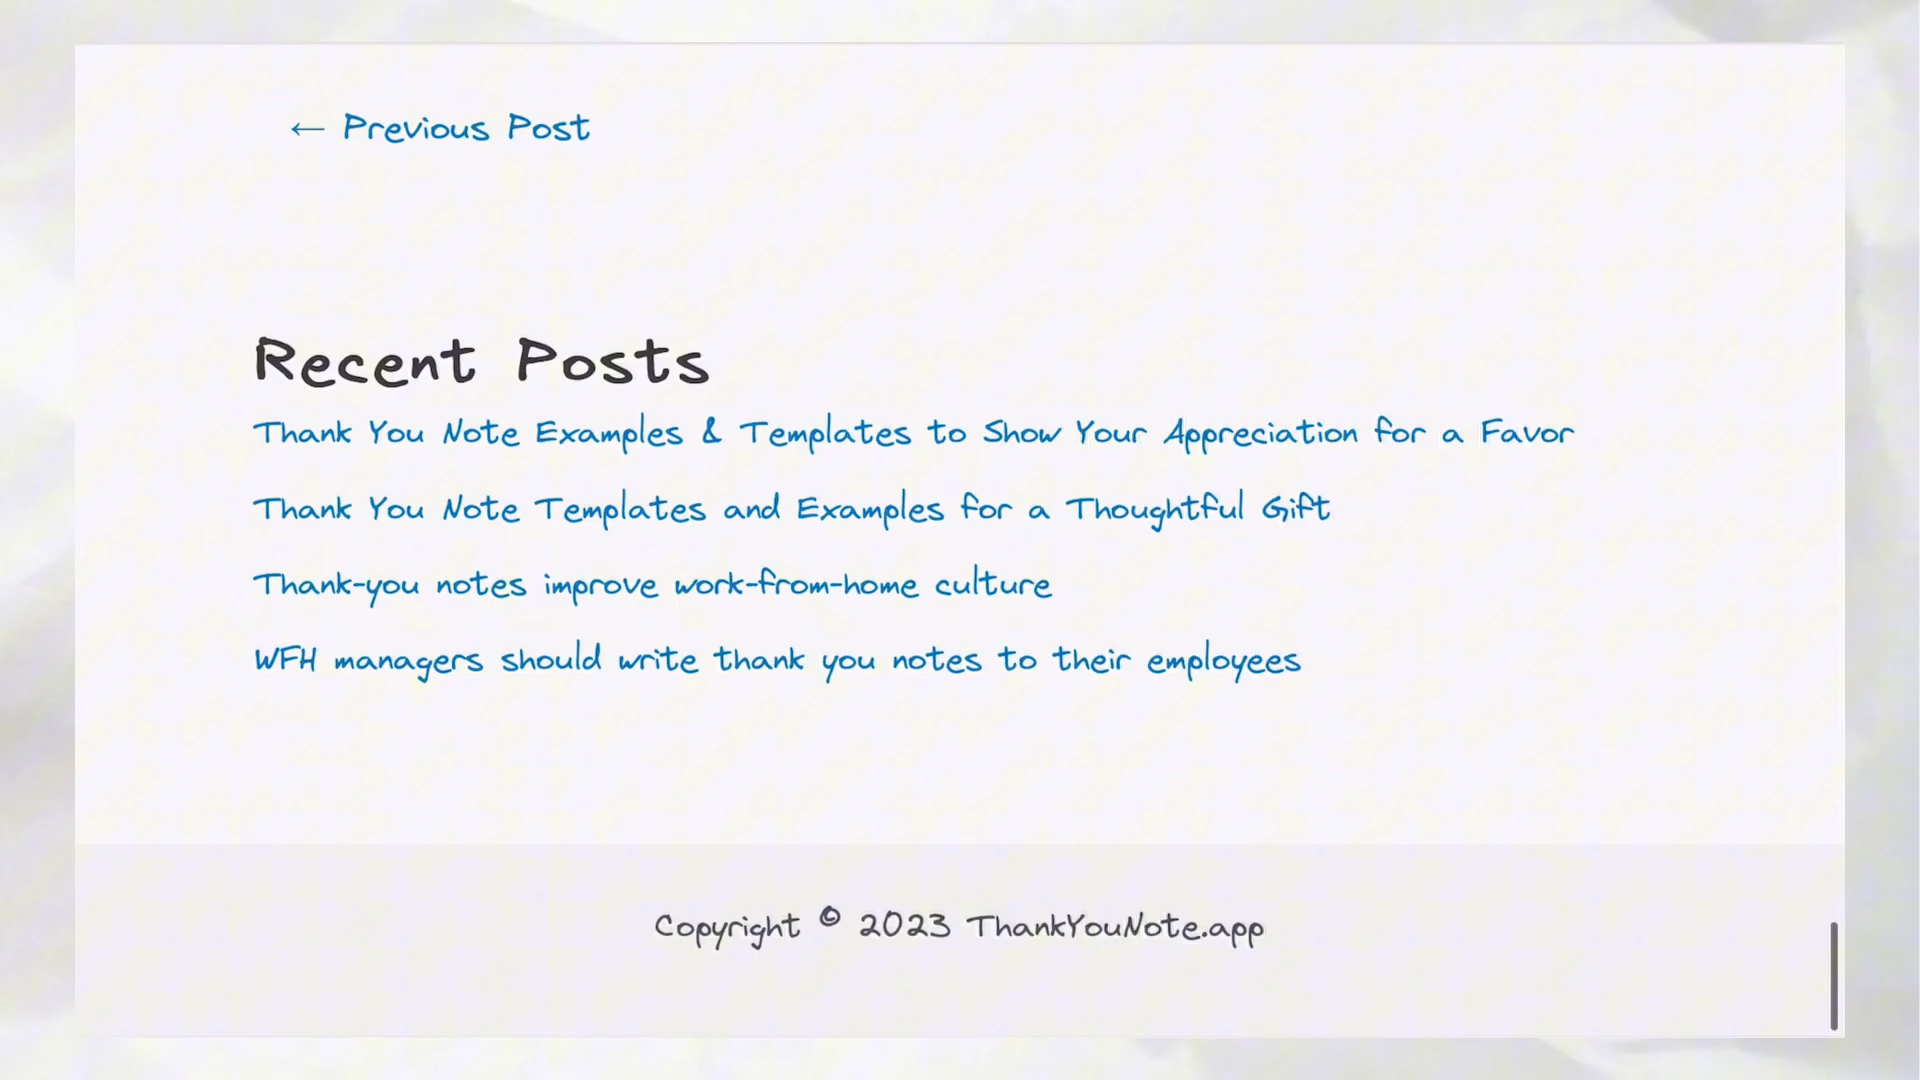 ← Previous Post
Recent Posts
Thank You Note Examples & Templates to Show Your Appreciation for a Favor
Thank You Note Templates and Examples for a Thoughtful Gift
Thank-you notes improve work-from-home culture
WFH managers should write thank you notes to their employees
Copyright © 2023 ThankYouNote.app